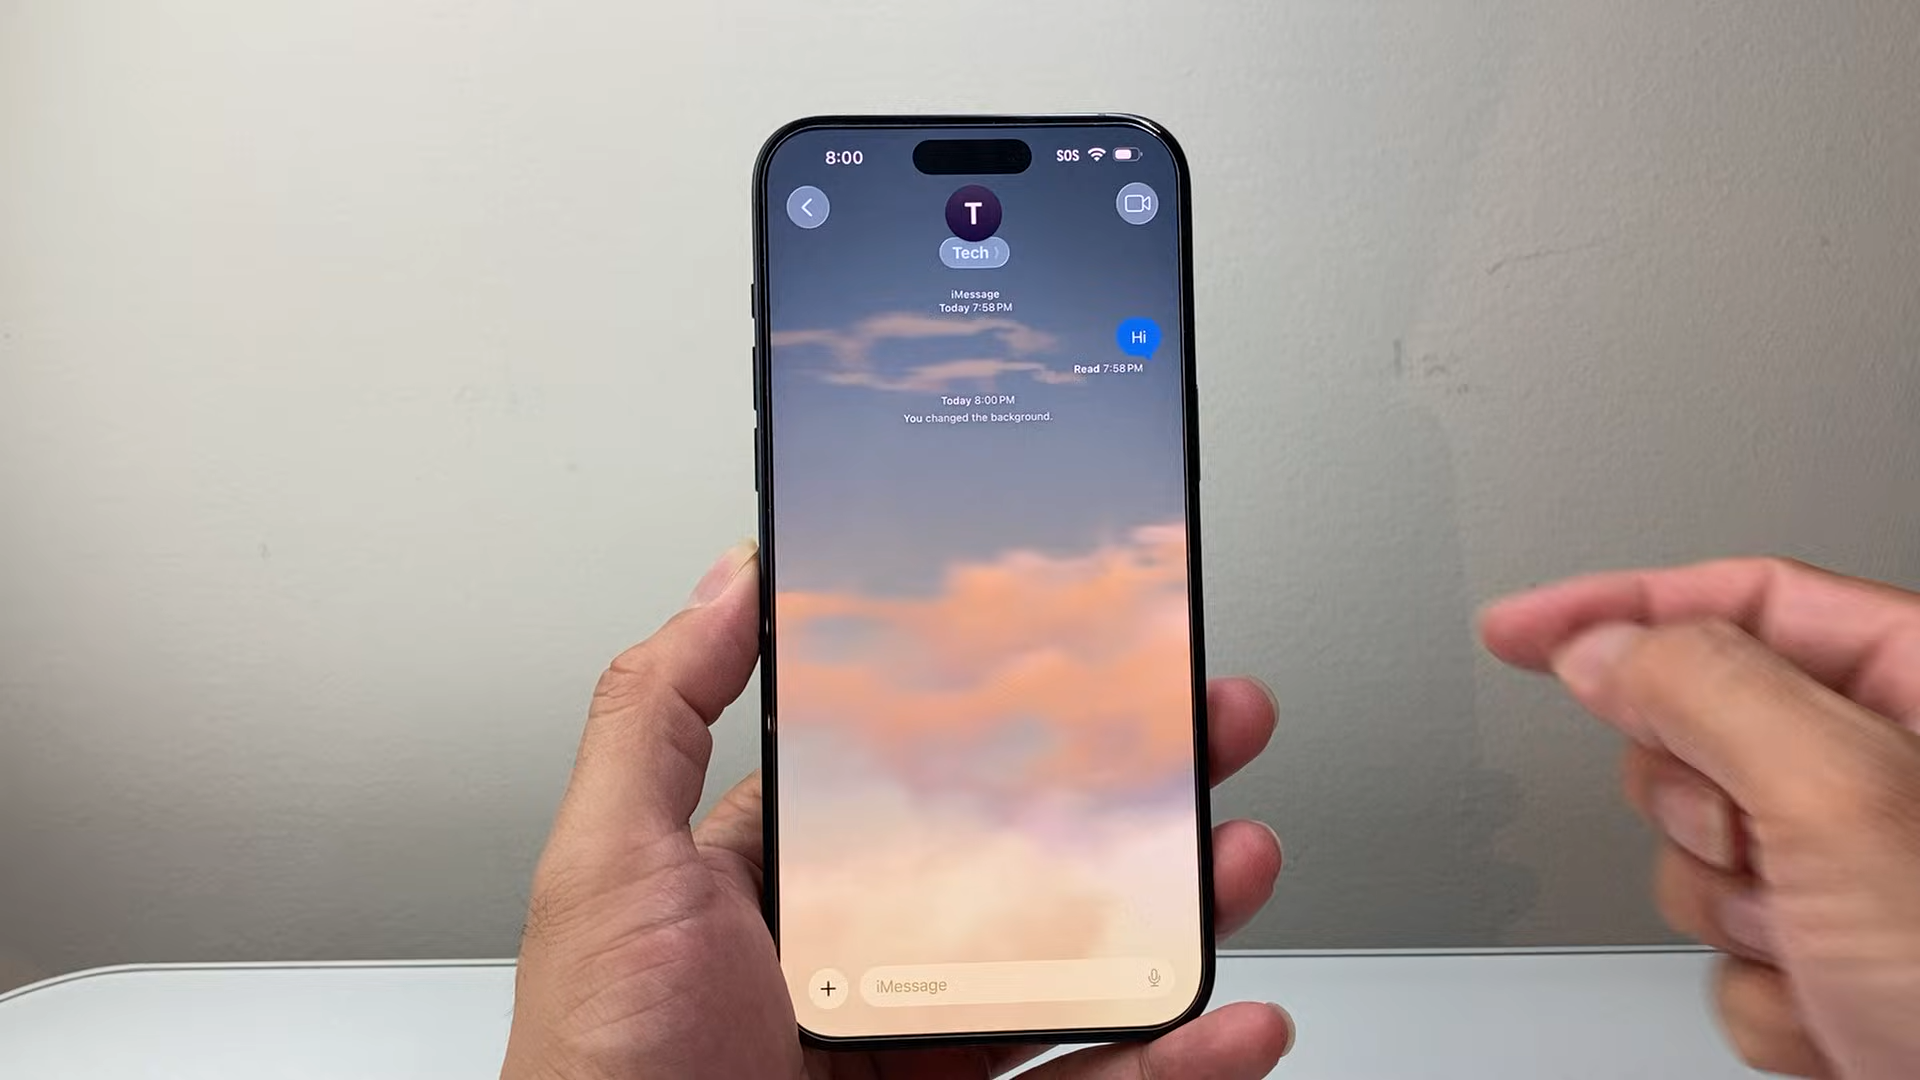 8:00 SOS
T
Tech
iMessage
Today 7:58 PM
Hi
Read 7:58 PM
Today 8:00 PM
You changed the background.
iMessage